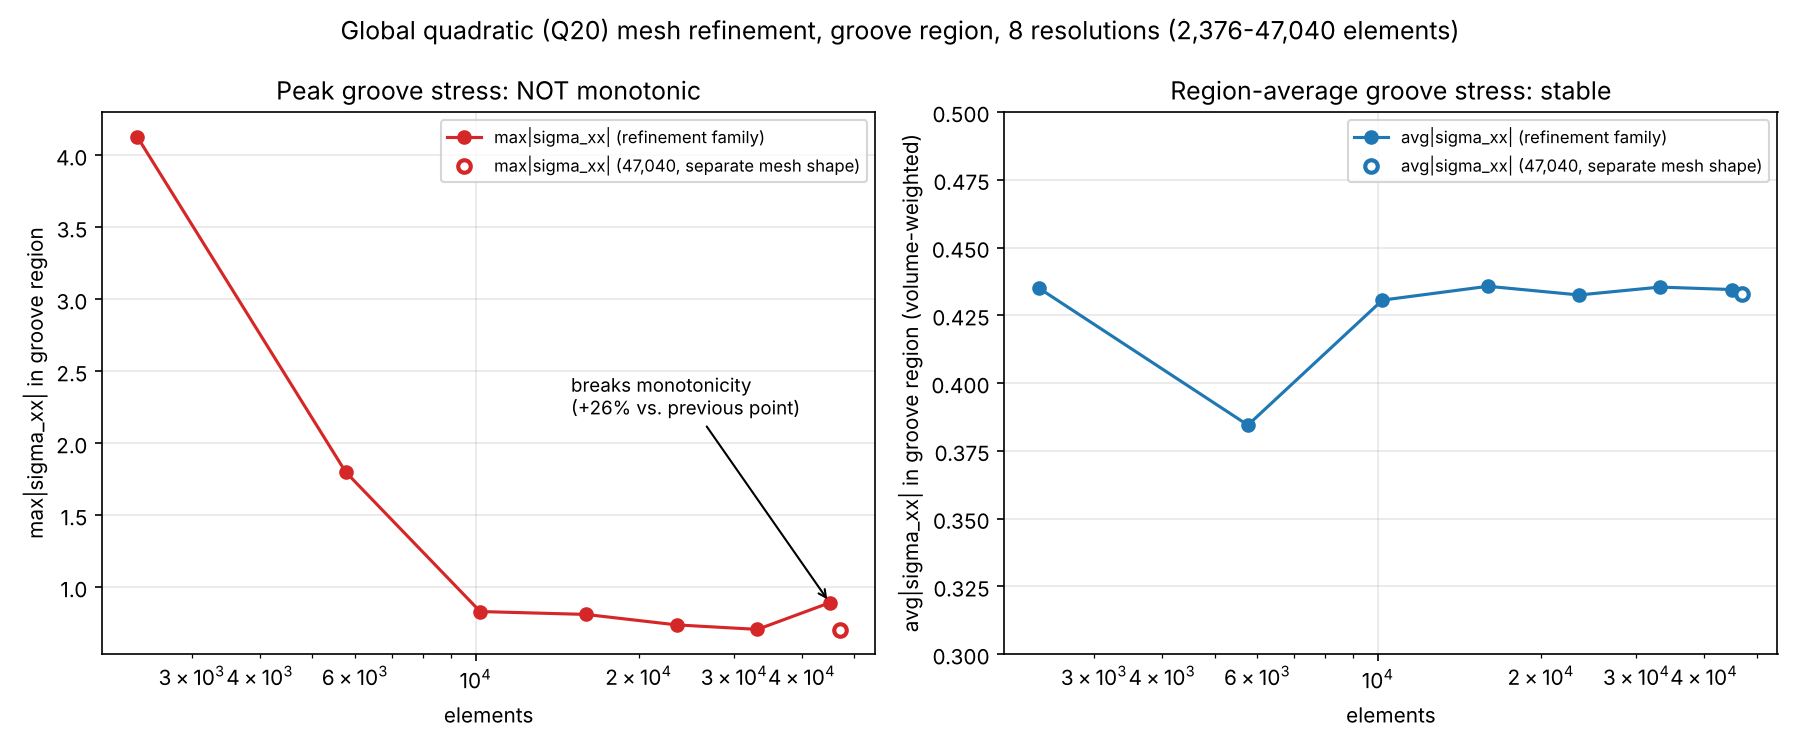 Global quadratic (Q20) mesh refinement, groove region, 8 resolutions (2,376-47,040 elements)
Peak groove stress: NOT monotonic
max|sigma_xx| (refinement family)
max|sigma_xx| (47,040, separate mesh shape)
max|sigma_xx| in groove region
4.0
3.5
3.0
2.5
2.0
1.5
1.0
breaks monotonicity
(+26% vs. previous point)
3 × 10³ 4 × 10³ 6 × 10³ 10⁴ 2 × 10⁴ 3 × 10⁴ 4 × 10⁴
elements
Region-average groove stress: stable
avg|sigma_xx| (refinement family)
avg|sigma_xx| (47,040, separate mesh shape)
avg|sigma_xx| in groove region (volume-weighted)
0.500
0.475
0.450
0.425
0.400
0.375
0.350
0.325
0.300
3 × 10³ 4 × 10³ 6 × 10³ 10⁴ 2 × 10⁴ 3 × 10⁴ 4 × 10⁴
elements